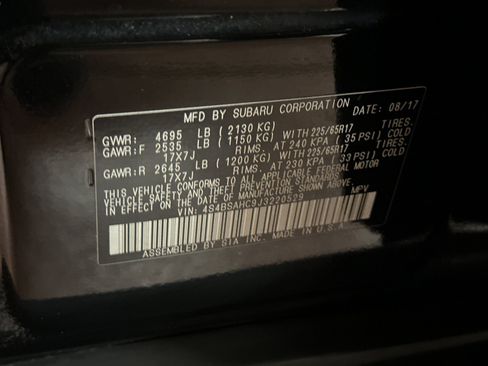 MFD BY SUBARU CORPORATION DATE: 08/17
GVWR: 4695 LB (2130 KG)
GAWR:F 2535 LB (1150 KG) WITH 225/65R17 TIRES.
17X7J RIMS. AT 240 KPA ( 35 PSI) COLD
GAWR:R 2645 LB (1200 KG) WITH 225/65R17 TIRES.
17X7J RIMS. AT 230 KPA ( 33 PSI) COLD
THIS VEHICLE CONFORMS TO ALL APPLICABLE FEDERAL MOTOR
VEHICLE SAFETY AND THEFT PREVENTION STANDARDS
IN EFFECT ON THE DATE OF MANUFACTURE SHOWN ABOVE.
VIN: 4S4BSAHC9J3220529 MPV
ASSEMBLED BY SIA INC. MADE IN U.S.A.